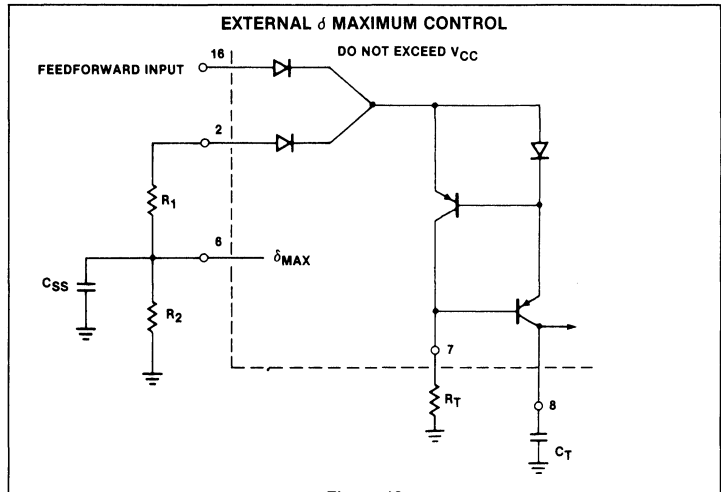 EXTERNAL δ MAXIMUM CONTROL
DO NOT EXCEED VCC
FEEDFORWARD INPUT
16
2
R1
6
δMAX
CSS
R2
7
RT
8
CT